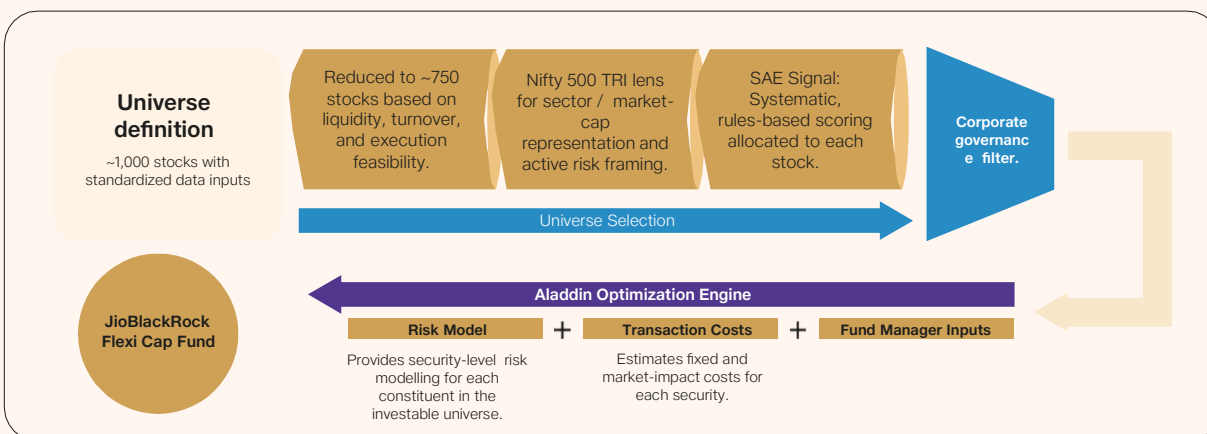 Universe
definition
~1,000 stocks with
standardized data inputs
Reduced to ~750
stocks based on
liquidity, turnover,
and execution
feasibility.
Nifty 500 TRI lens
for sector / market-
cap
representation and
active risk framing.
SAE Signal:
Systematic,
rules-based scoring
allocated to each
stock.
Corporate
governanc
e filter.
Universe Selection
Aladdin Optimization Engine
Risk Model
+
Transaction Costs
+
Fund Manager Inputs
Provides security-level risk
modelling for each
constituent in the
investable universe.
Estimates fixed and
market-impact costs for
each security.
JioBlackRock
Flexi Cap Fund